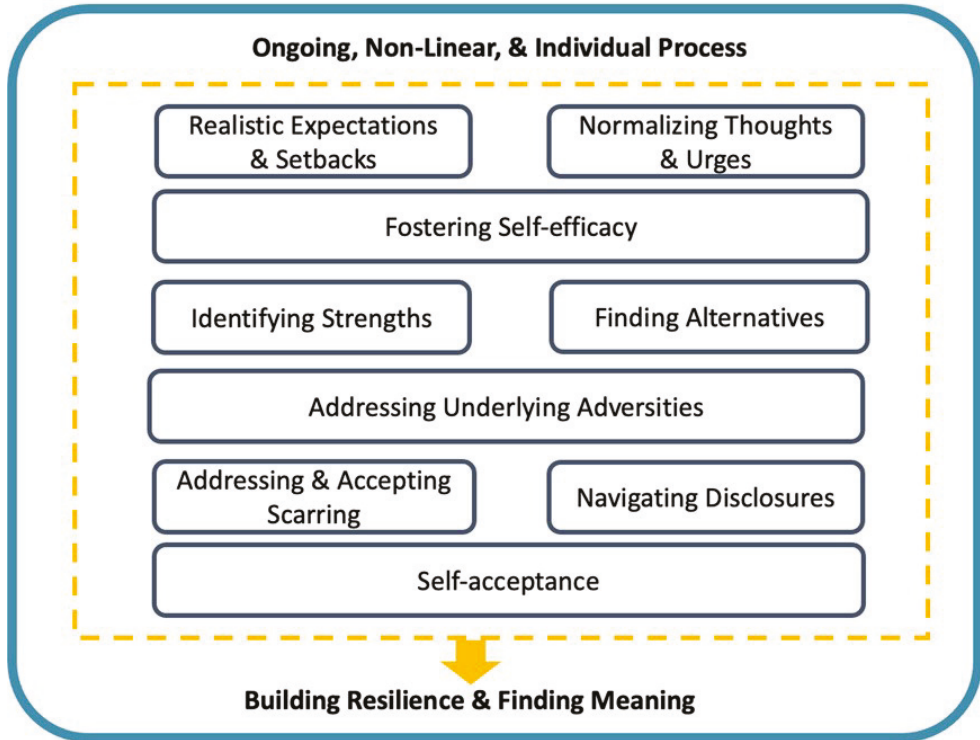 Ongoing, Non-Linear, & Individual Process
Realistic Expectations
& Setbacks
Normalizing Thoughts
& Urges
Fostering Self-efficacy
Identifying Strengths
Finding Alternatives
Addressing Underlying Adversities
Addressing & Accepting
Scarring
Navigating Disclosures
Self-acceptance
Building Resilience & Finding Meaning